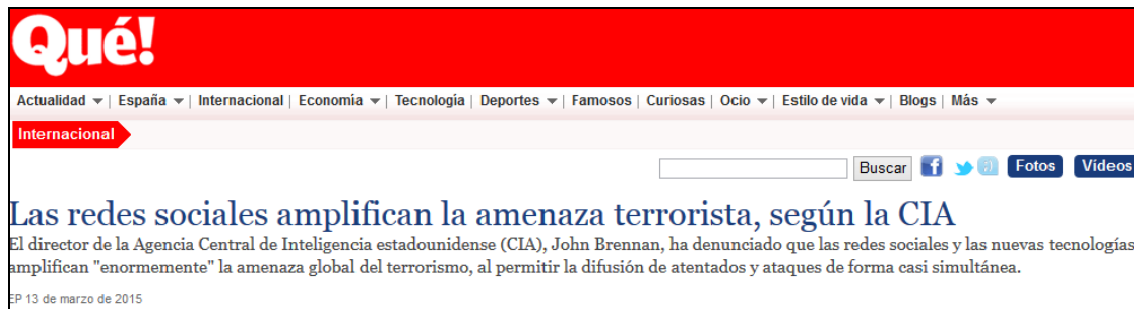 Qué!
Actualidad | España | Internacional | Economía | Tecnología | Deportes | Famosos | Curiosas | Ocio | Estilo de vida | Blogs | Más
Internacional
Buscar Fotos Vídeos
Las redes sociales amplifican la amenaza terrorista, según la CIA
El director de la Agencia Central de Inteligencia estadounidense (CIA), John Brennan, ha denunciado que las redes sociales y las nuevas tecnologías
amplifican "enormemente" la amenaza global del terrorismo, al permitir la difusión de atentados y ataques de forma casi simultánea.
EP 13 de marzo de 2015